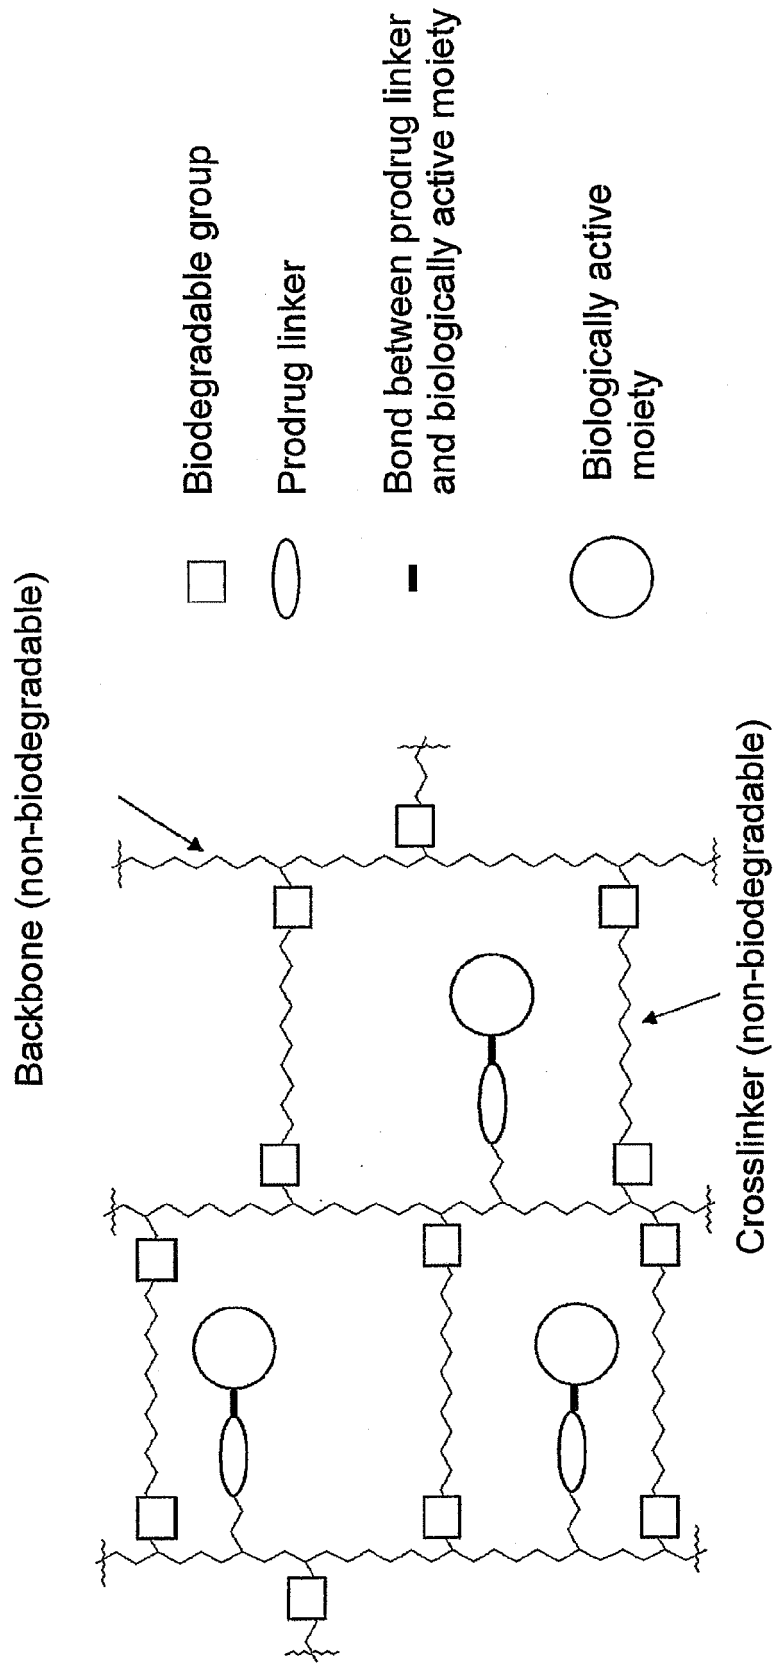 Backbone (non-biodegradable)
Biodegradable group
Prodrug linker
Bond between prodrug linker
and biologically active moiety
Biologically active
moiety
Crosslinker (non-biodegradable)